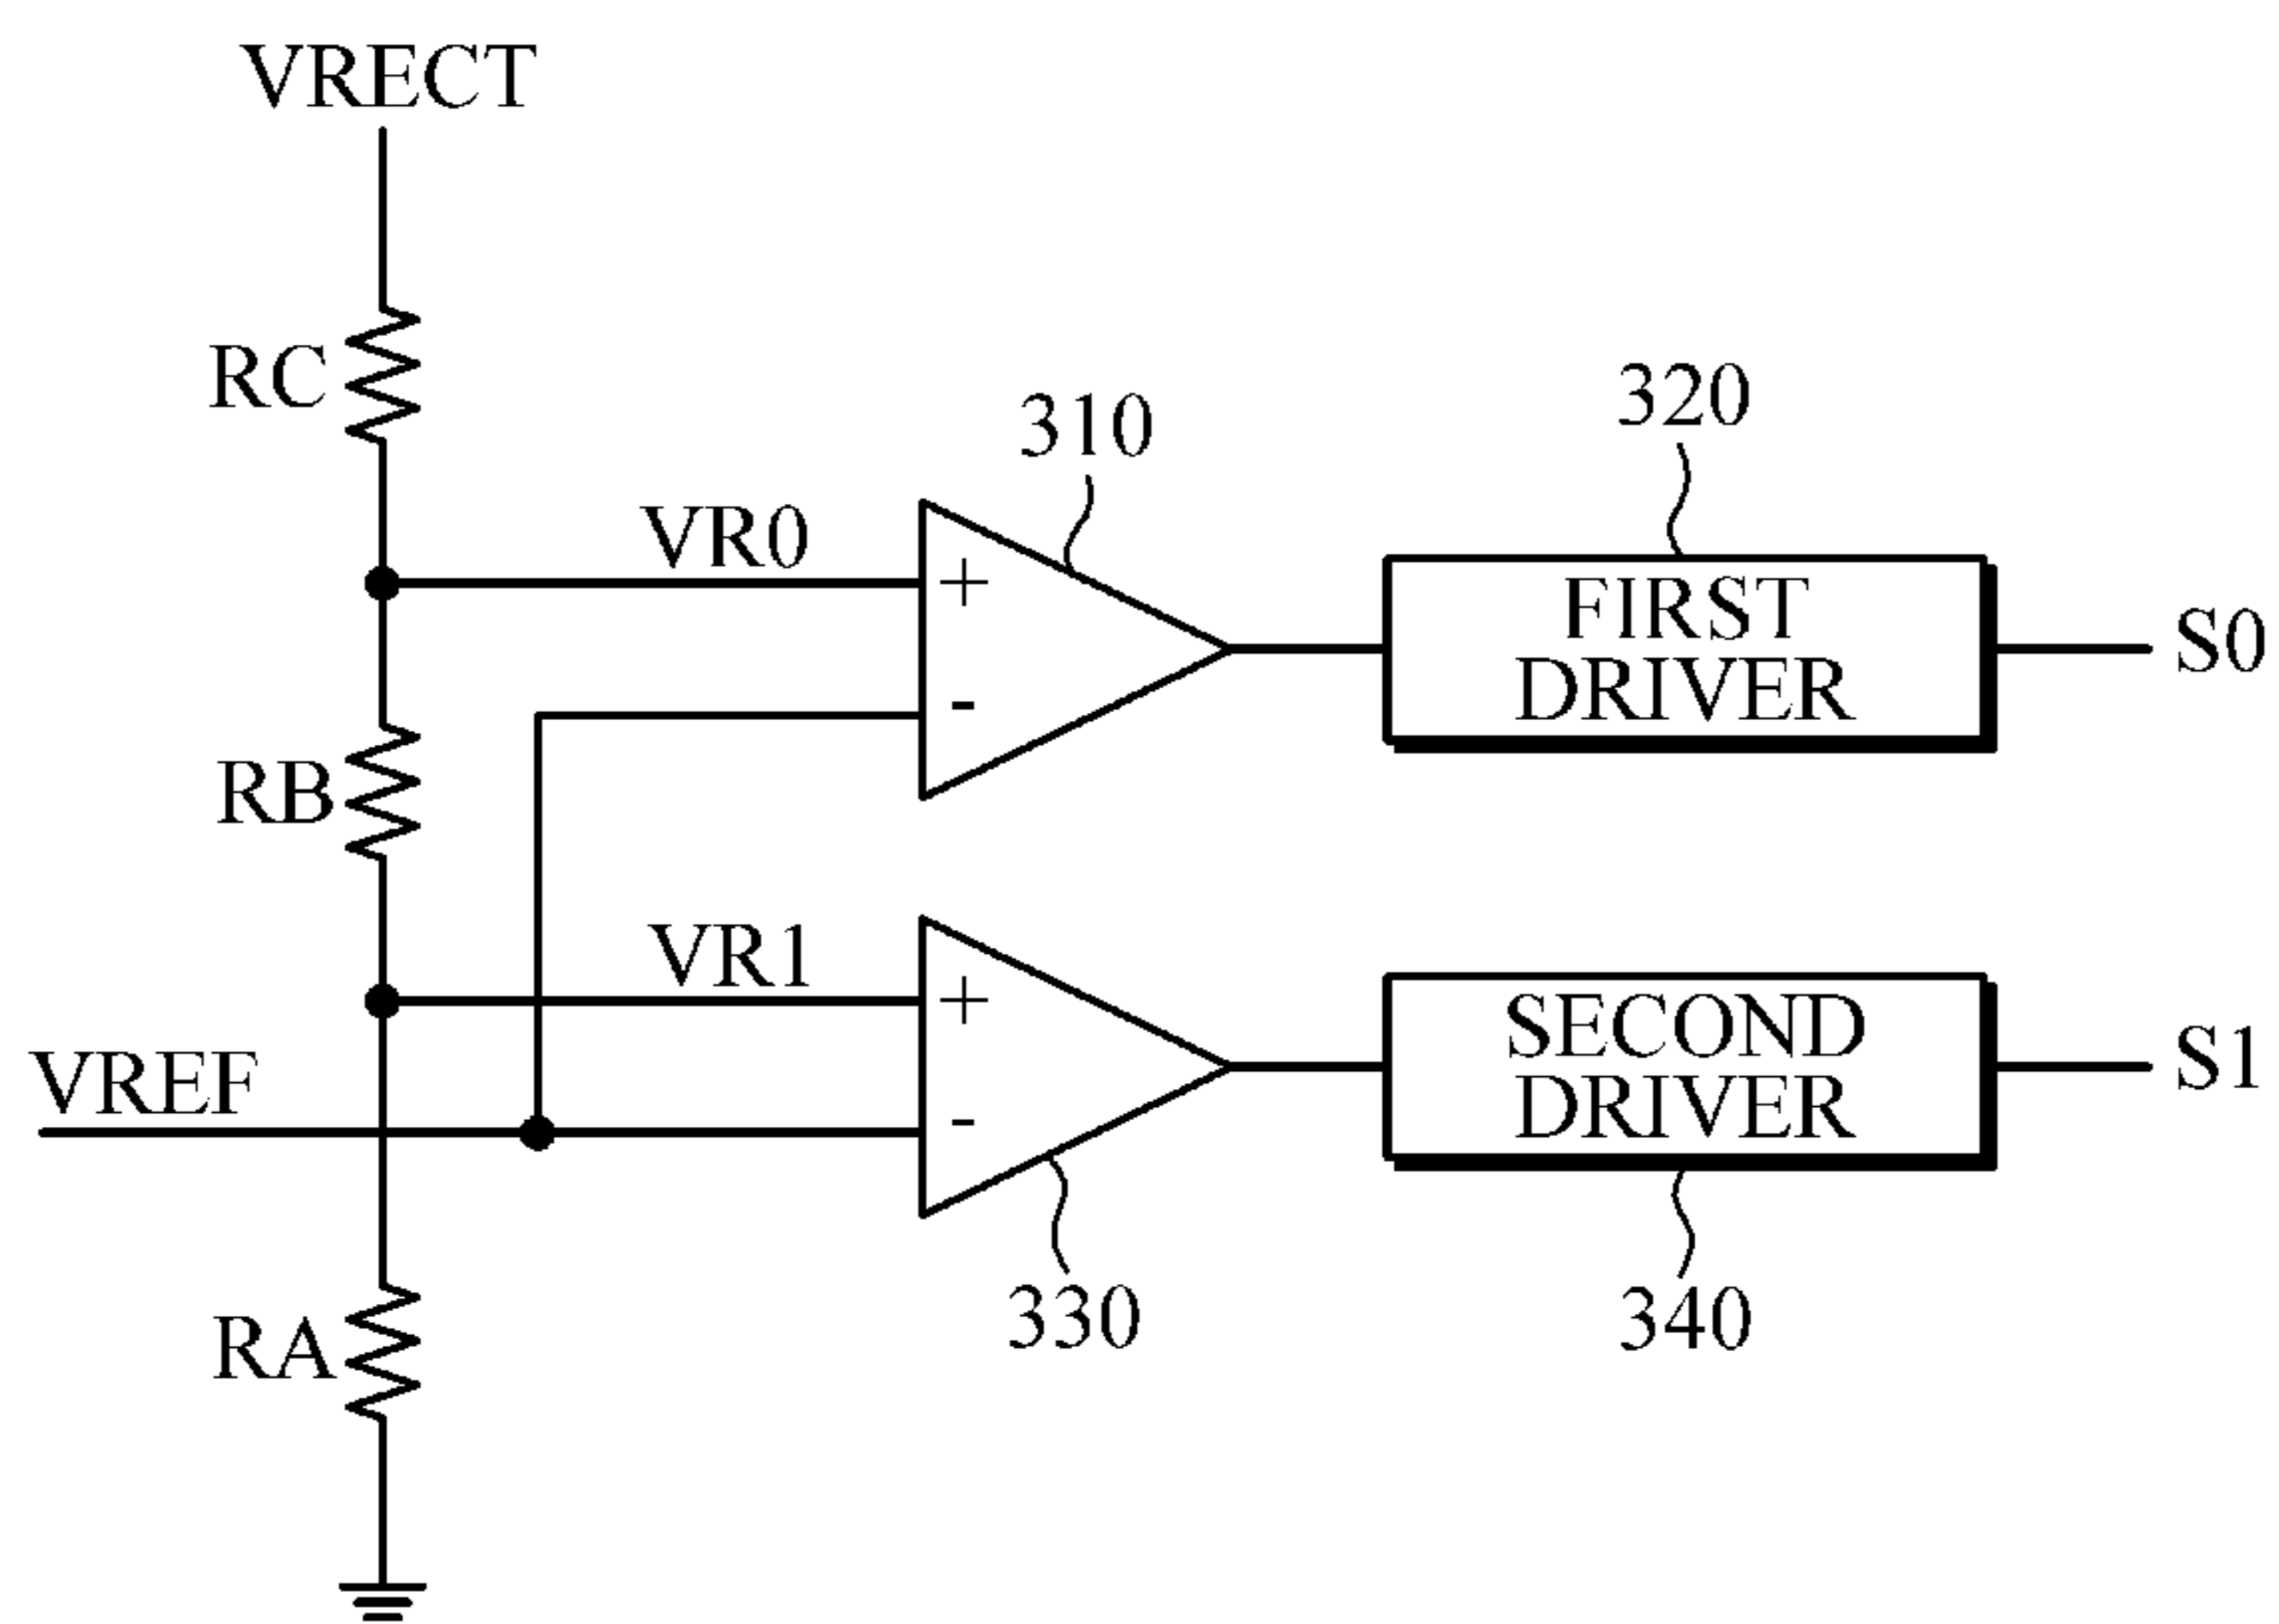 VRECT
RC
310
320
VR0
+
-
FIRST
DRIVER
S0
RB
VR1
+
-
SECOND
DRIVER
S1
VREF
330
340
RA